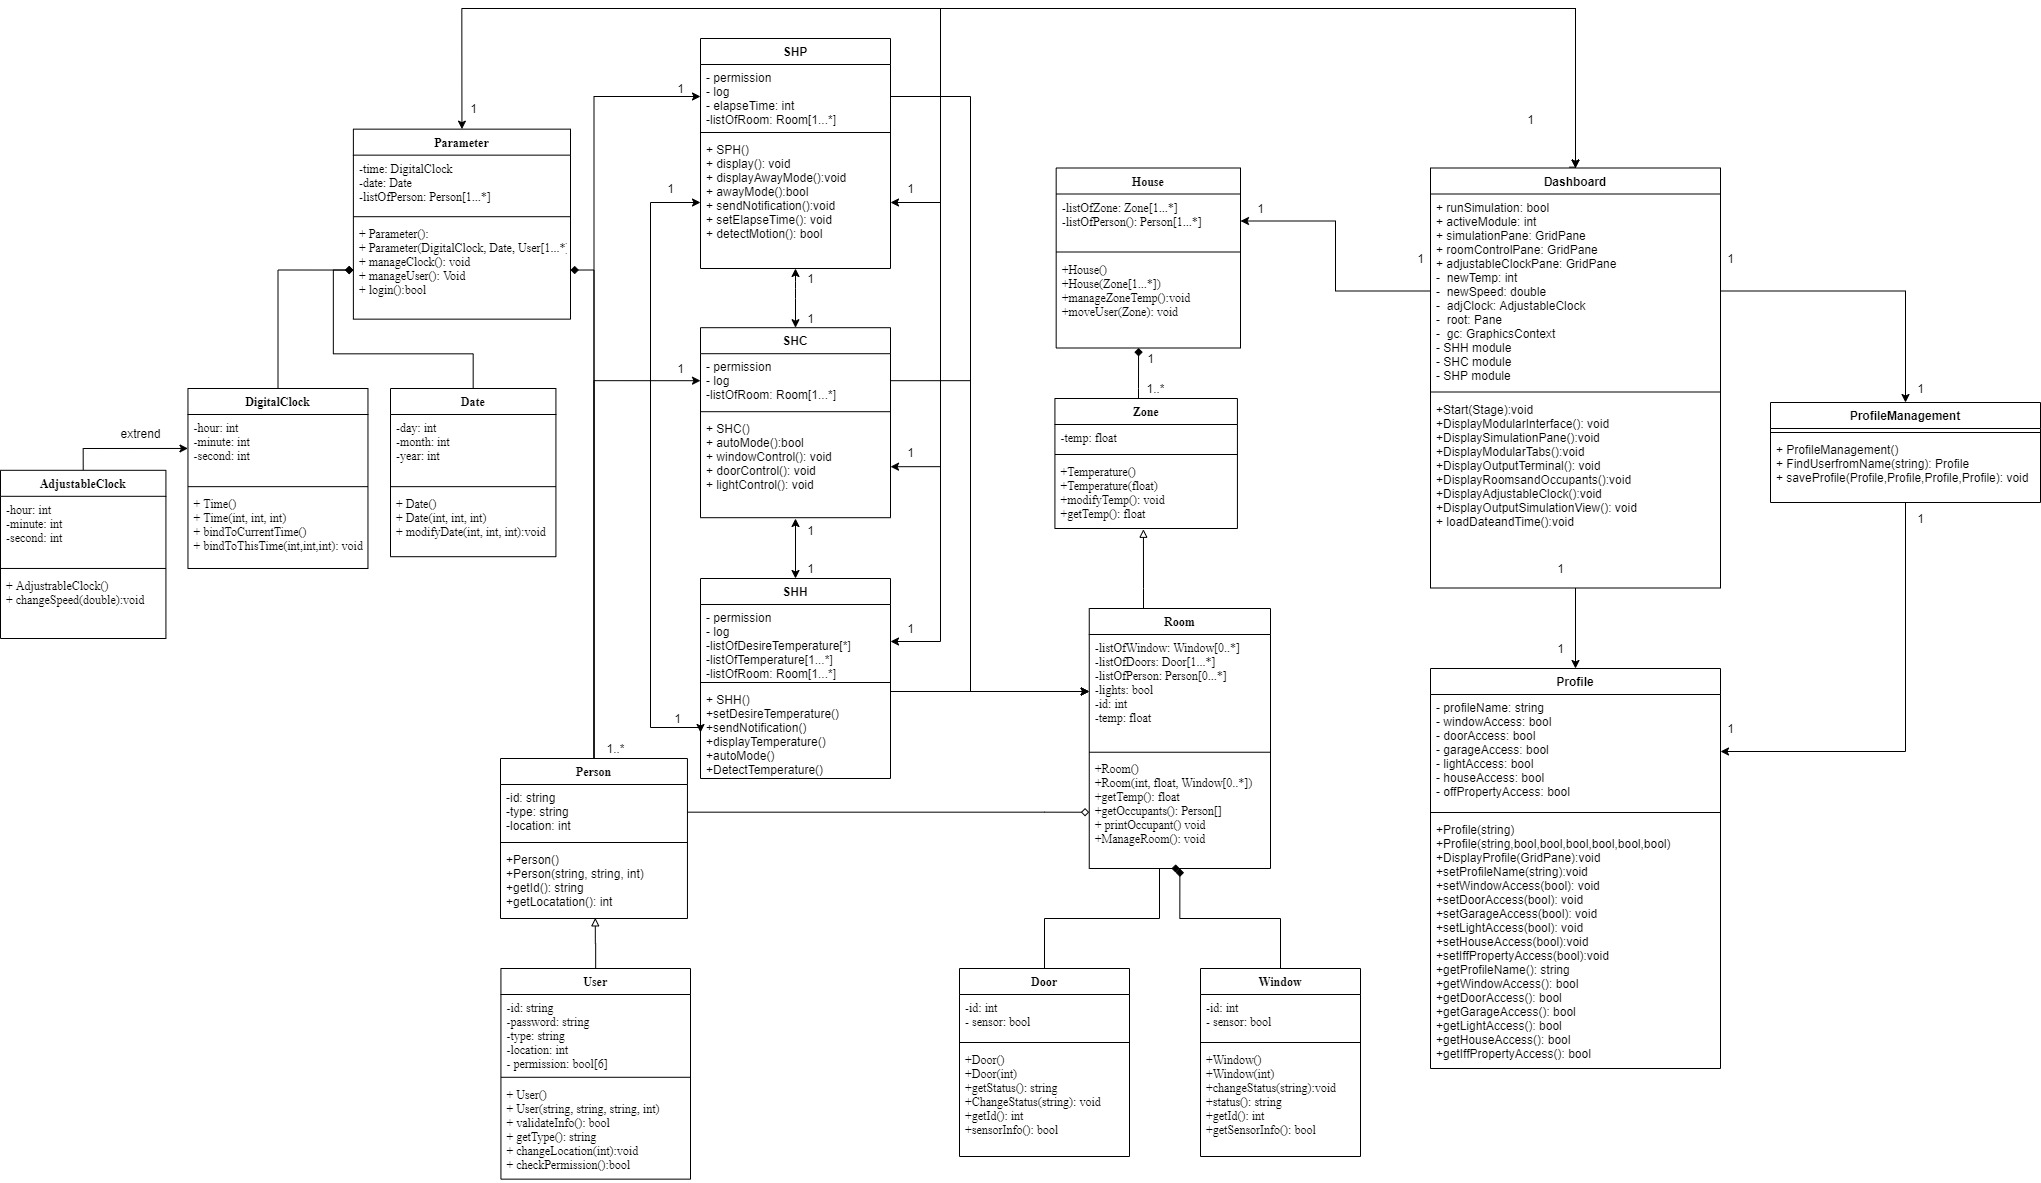 1
Parameter
-time: DigitalClock
-date: Date
-listOfPerson: Person[1...*]
+ Parameter():
+ Parameter(DigitalClock, Date, User[1...*
+ manageClock(): void
+ manageUser(): Void
+ login():bool
DigitalClock
-hour: int
-minute: int
-second: int
+ Time()
+ Time(int, int, int)
+ bindToCurrentTime()
+ bindToThisTime(int,int,int): void
Date
-day: int
-month: int
-year: int
+ Date()
+ Date(int, int, int)
+ modifyDate(int, int, int):void
extrend
AdjustableClock
-hour: int
-minute: int
-second: int
+ AdjustrableClock()
+ changeSpeed(double):void
SHP
- permission
- log
- elapseTime: int
-listOfRoom: Room[1...*]
+ SPH()
+ display(): void
+ displayAwayMode():void
+ awayMode():bool
+ sendNotification():void
+ setElapseTime(): void
+ detectMotion(): bool
1
1
1
1
1
SHC
- permission
- log
-listOfRoom: Room[1...*]
+ SHC()
+ autoMode():bool
+ windowControl(): void
+ doorControl(): void
+ lightControl(): void
1
1
1
1
SHH
- permission
- log
-listOfDesireTemperature[*]
-listOfTemperature[1...*]
-listOfRoom: Room[1...*]
+ SHH()
+setDesireTemperature()
+sendNotification()
+displayTemperature()
+autoMode()
+DetectTemperature()
1
1
1..*
Person
-id: string
-type: string
-location: int
+Person()
+Person(string, string, int)
+getId(): string
+getLocatation(): int
User
-id: string
-password: string
-type: string
-location: int
- permission: bool[6]
+ User()
+ User(string, string, string, int)
+ validateInfo(): bool
+ getType(): string
+ changeLocation(int):void
+ checkPermission():bool
House
-listOfZone: Zone[1...*]
-listOfPerson(): Person[1...*]
+House()
+House(Zone[1...*])
+manageZoneTemp():void
+moveUser(Zone): void
1
1
1..*
Zone
-temp: float
+Temperature()
+Temperature(float)
+modifyTemp(): void
+getTemp(): float
Room
-listOfWindow: Window[0..*]
-listOfDoors: Door[1...*]
-listOfPerson: Person[0...*]
-lights: bool
-id: int
-temp: float
+Room()
+Room(int, float, Window[0..*])
+getTemp(): float
+getOccupants(): Person[]
+ printOccupant() void
+ManageRoom(): void
Door
-id: int
- sensor: bool
+Door()
+Door(int)
+getStatus(): string
+ChangeStatus(string): void
+getId(): int
+sensorInfo(): bool
Window
-id: int
- sensor: bool
+Window()
+Window(int)
+changeStatus(string):void
+status(): string
+getId(): int
+getSensorInfo(): bool
1
Dashboard
+ runSimulation: bool
+ activeModule: int
+ simulationPane: GridPane
+ roomControlPane: GridPane
+ adjustableClockPane: GridPane
- newTemp: int
- newSpeed: double
- adjClock: AdjustableClock
- root: Pane
- gc: GraphicsContext
- SHH module
- SHC module
- SHP module
+Start(Stage):void
+DisplayModularInterface(): void
+DisplaySimulationPane():void
+DisplayModularTabs():void
+DisplayOutputTerminal(): void
+DisplayRoomsandOccupants():void
+DisplayAdjustableClock():void
+DisplayOutputSimulationView(): void
+ loadDateandTime():void
1
1
1
1
ProfileManagement
+ ProfileManagement()
+ FindUserfromName(string): Profile
+ saveProfile(Profile,Profile,Profile,Profile): void
1
1
1
Profile
- profileName: string
- windowAccess: bool
- doorAccess: bool
- garageAccess: bool
- lightAccess: bool
- houseAccess: bool
- offPropertyAccess: bool
+Profile(string)
+Profile(string,bool,bool,bool,bool,bool,bool)
+DisplayProfile(GridPane):void
+setProfileName(string):void
+setWindowAccess(bool): void
+setDoorAccess(bool): void
+setGarageAccess(bool): void
+setLightAccess(bool): void
+setHouseAccess(bool):void
+setIffPropertyAccess(bool):void
+getProfileName(): string
+getWindowAccess(): bool
+getDoorAccess(): bool
+getGarageAccess(): bool
+getLightAccess(): bool
+getHouseAccess(): bool
+getIffPropertyAccess(): bool